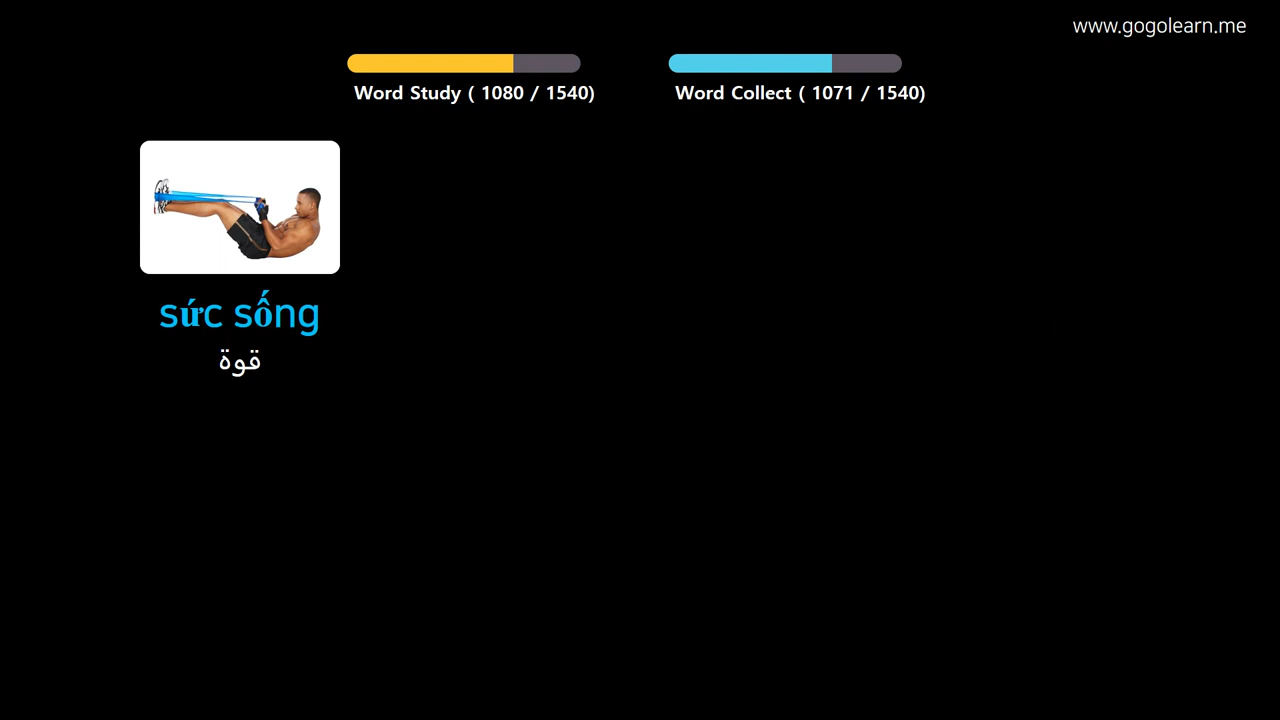 www.gogolearn.me
Word Study ( 1080 / 1540)
Word Collect ( 1071 / 1540)
sức sống
قوة